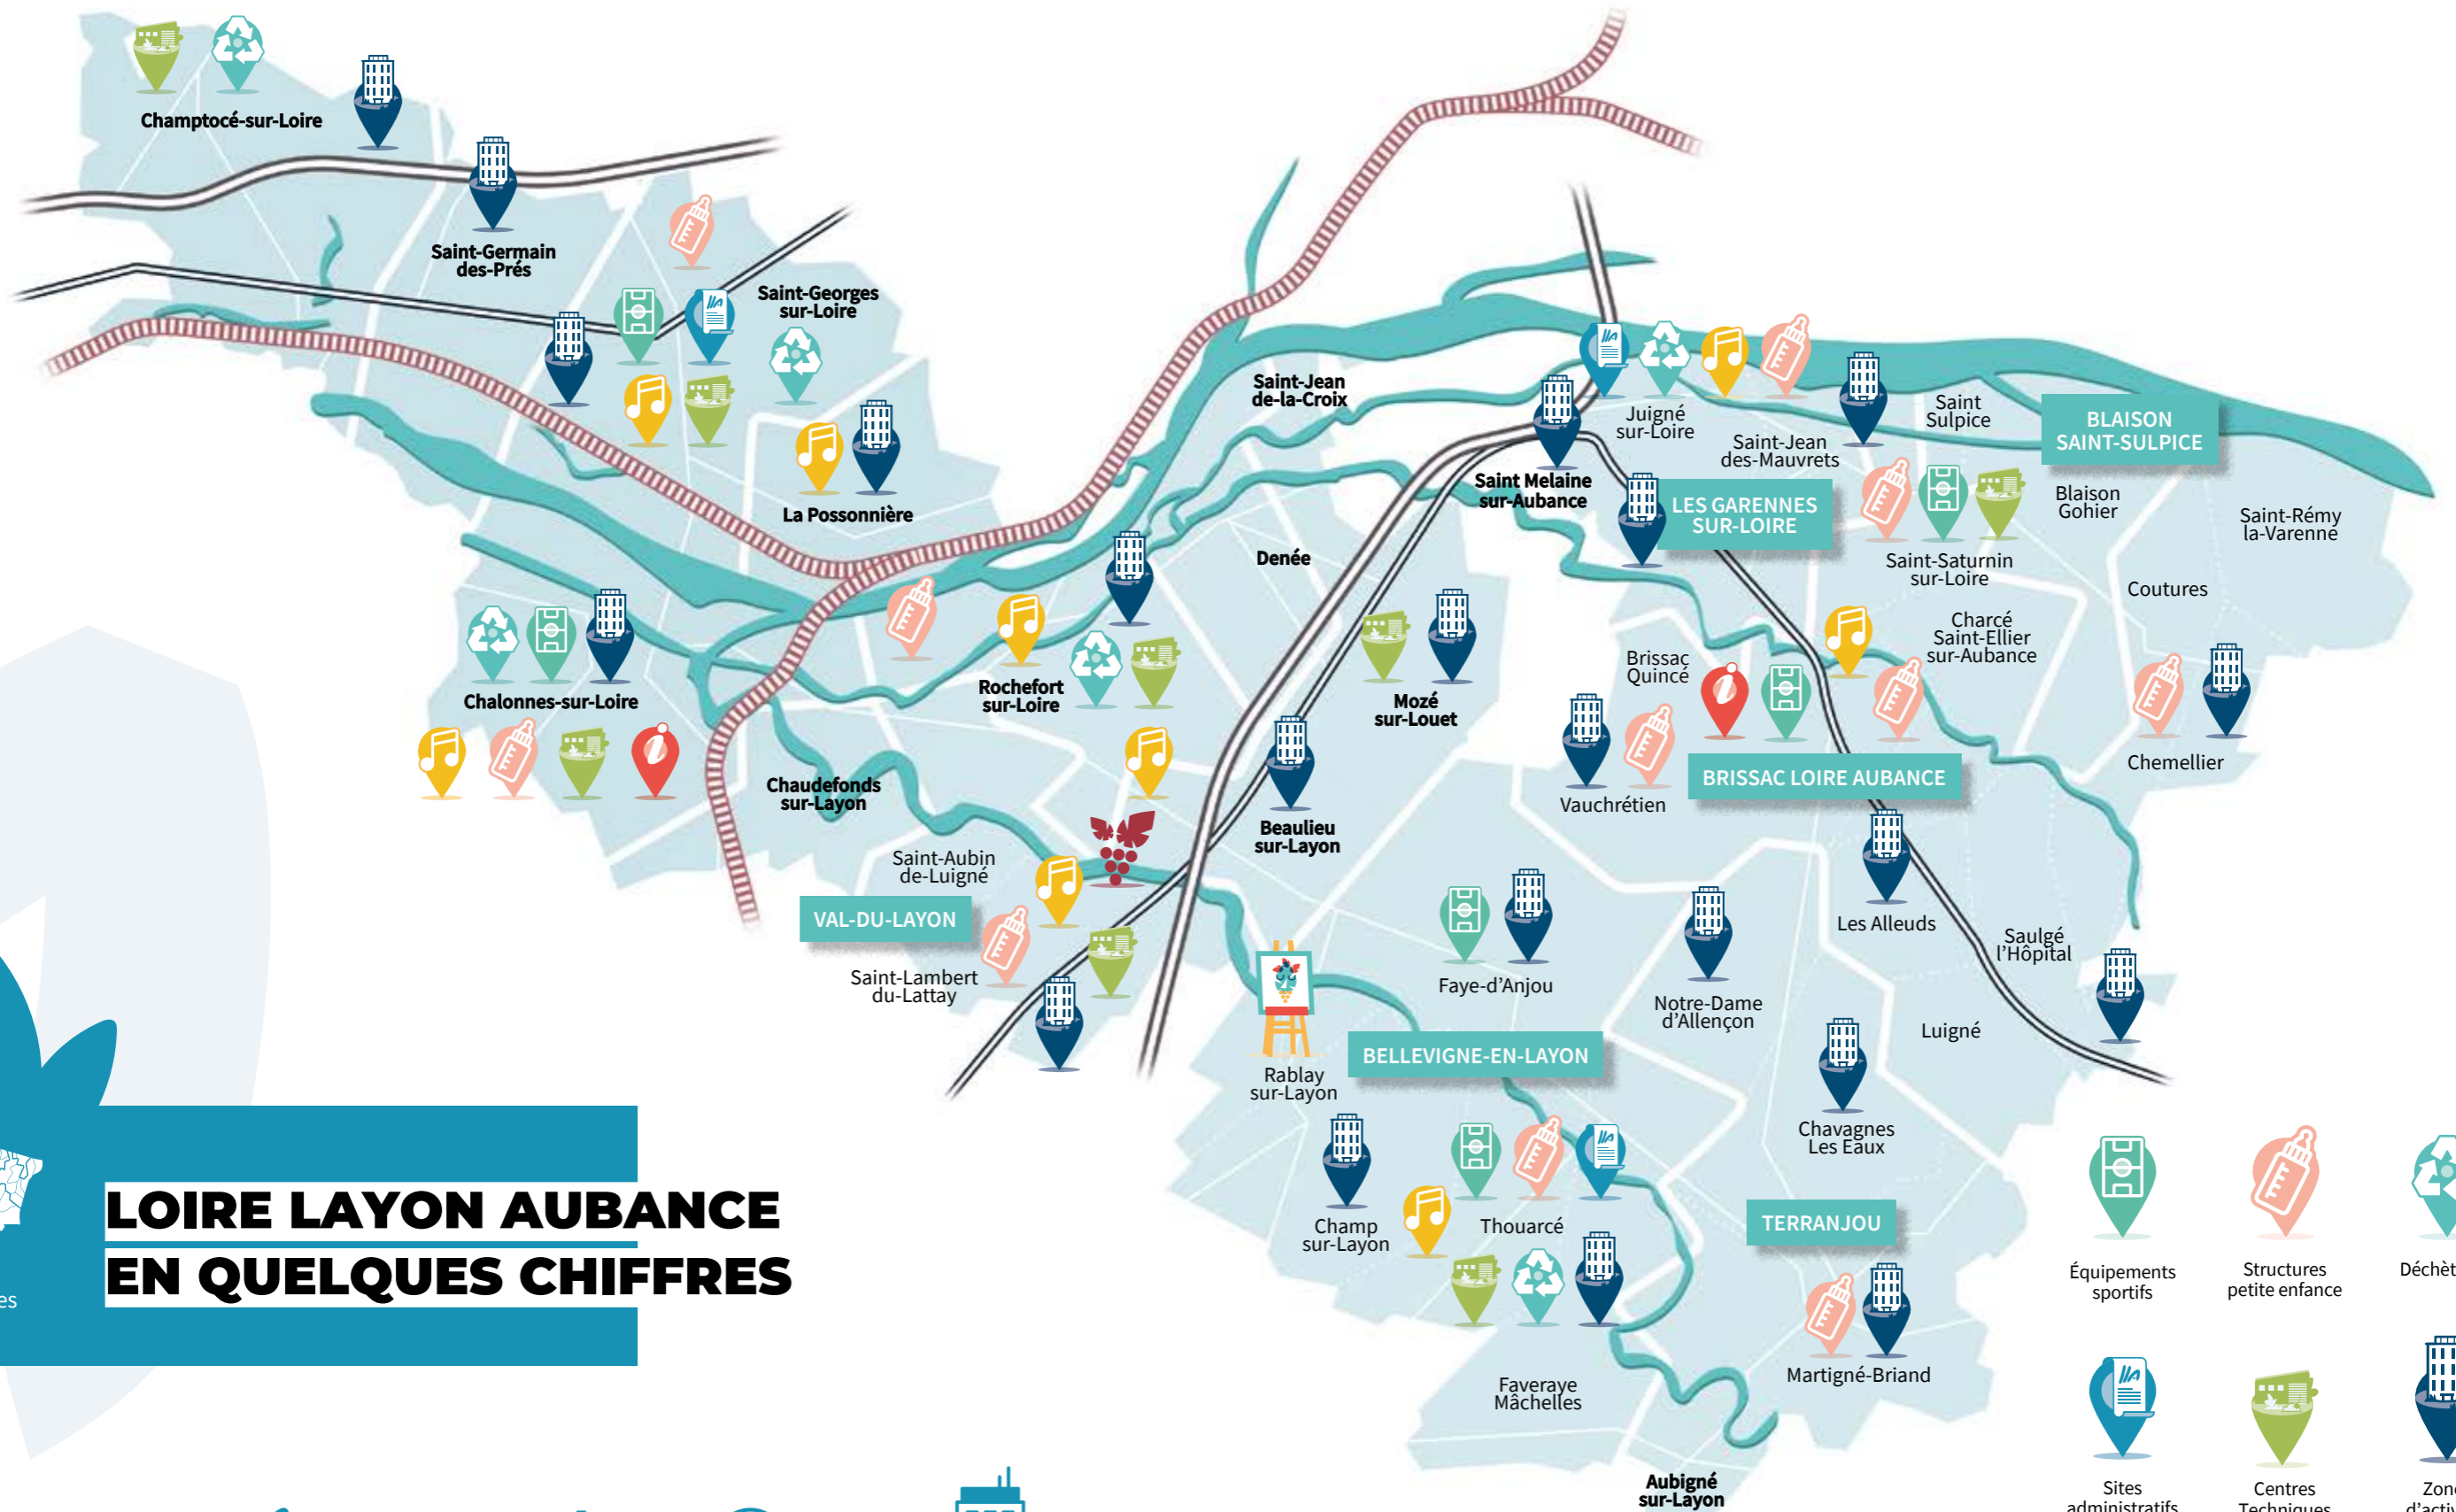 Champtocé-sur-Loire
Saint-Germain
des-Prés
Saint-Georges
sur-Loire
La Possonnière
Saint-Jean
de-la-Croix
Juigné
sur-Loire
Saint-Jean
des-Mauvrets
Saint
Sulpice
BLAISON
SAINT-SULPICE
Saint Melaine
sur-Aubance
LES GARENNES
SUR-LOIRE
Blaison
Gohier
Saint-Rémy
la-Varenne
Denée
Saint-Saturnin
sur-Loire
Coutures
Charcé
Saint-Ellier
sur-Aubance
Brissac
Quincé
Chalonnes-sur-Loire
Rochefort
sur-Loire
Mozé
sur-Louet
Chemellier
Chaudefonds
sur-Layon
Vauchrétien
BRISSAC LOIRE AUBANCE
Beaulieu
sur-Layon
Saint-Aubin
de-Luigné
VAL-DU-LAYON
Saint-Lambert
du-Lattay
Les Alleuds
Saulgé
l'Hôpital
Faye-d'Anjou
Notre-Dame
d'Allençon
Luigné
BELLEVIGNE-EN-LAYON
Rablay
sur-Layon
Chavagnes
Les Eaux
Champ
sur-Layon
Thouarcé
TERRANJOU
Martigné-Briand
Faveraye
Mâchelles
Aubigné
sur-Layon
LOIRE LAYON AUBANCE
EN QUELQUES CHIFFRES
Équipements
sportifs
Structures
petite enfance
Sites
administratifs
Centres
Techniques